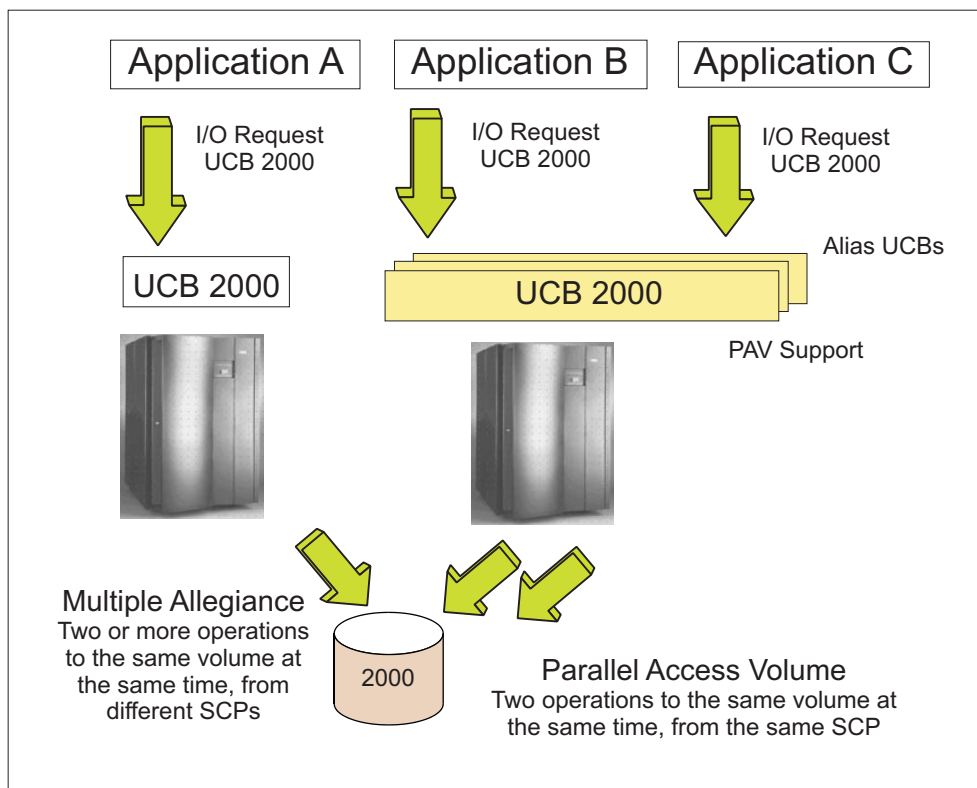 Application A
Application B
Application C
I/O Request
UCB 2000
I/O Request
UCB 2000
I/O Request
UCB 2000
Alias UCBs
UCB 2000
UCB 2000
PAV Support
Multiple Allegiance
Two or more operations
to the same volume at
the same time, from
different SCPs
2000
Parallel Access Volume
Two operations to the same volume at
the same time, from the same SCP